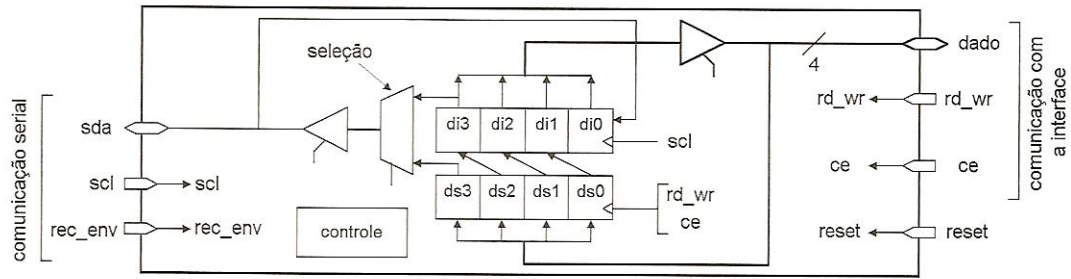 comunicação serial
sda
scl
rec_env
scl
rec_env
seleção
controle
di3 di2 di1 di0
scl
ds3 ds2 ds1 ds0
rd_wr
ce
4
dado
rd_wr
rd_wr
ce
ce
reset
reset
comunicação com
a interface